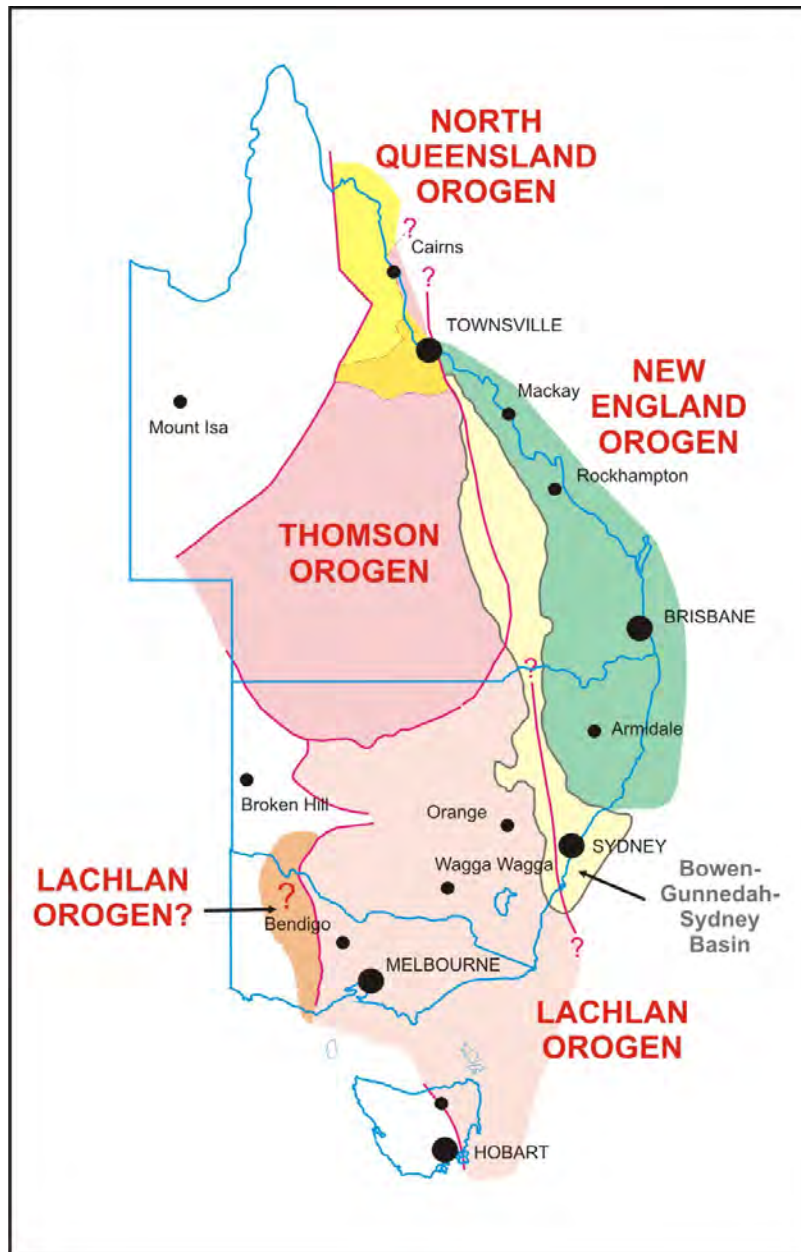 NORTH
QUEENSLAND
OROGEN
?
Cairns
?
TOWNSVILLE
NEW
ENGLAND
OROGEN
Mackay
Mount Isa
Rockhampton
THOMSON
OROGEN
BRISBANE
?
Armidale
Broken Hill
Orange
SYDNEY
Wagga Wagga
Bowen-
Gunnedah-
Sydney
Basin
LACHLAN
OROGEN?
?
Bendigo
?
MELBOURNE
LACHLAN
OROGEN
HOBART